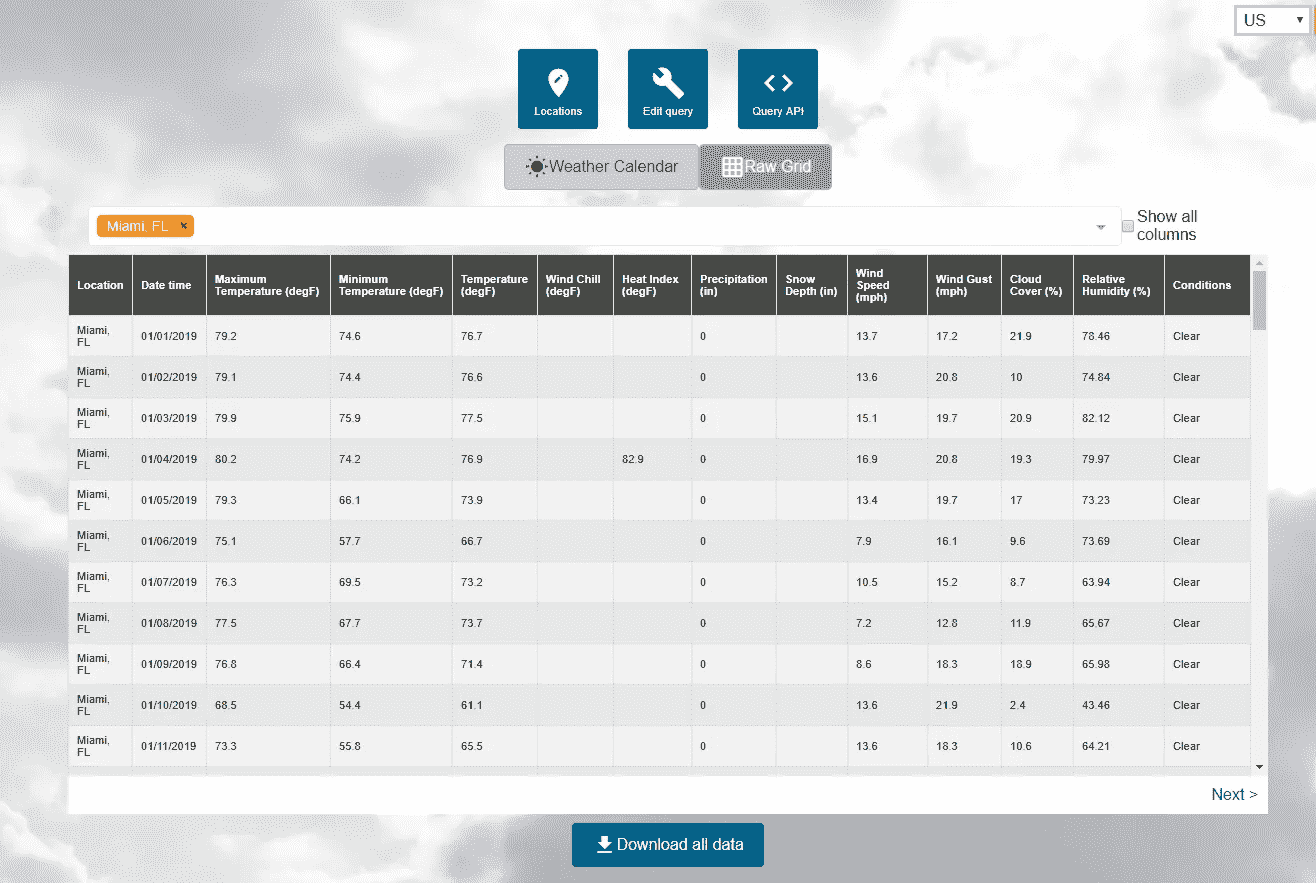 US
Locations
Edit query
Query API
Weather Calendar
Raw Grid
Miami, FL ×
Show all
columns
Location Date time Maximum Temperature (degF) Minimum Temperature (degF) Temperature (degF) Wind Chill (degF) Heat Index (degF) Precipitation (in) Snow Depth (in) Wind Speed (mph) Wind Gust (mph) Cloud Cover (%) Relative Humidity (%) Conditions
Miami, FL 01/01/2019 79.2 74.6 76.7 0 13.7 17.2 21.9 78.46 Clear
Miami, FL 01/02/2019 79.1 74.4 76.6 0 13.6 20.8 10 74.84 Clear
Miami, FL 01/03/2019 79.9 75.9 77.5 0 15.1 19.7 20.9 82.12 Clear
Miami, FL 01/04/2019 80.2 74.2 76.9 82.9 0 16.9 20.8 19.3 79.97 Clear
Miami, FL 01/05/2019 79.3 66.1 73.9 0 13.4 19.7 17 73.23 Clear
Miami, FL 01/06/2019 75.1 57.7 66.7 0 7.9 16.1 9.6 73.69 Clear
Miami, FL 01/07/2019 76.3 69.5 73.2 0 10.5 15.2 8.7 63.94 Clear
Miami, FL 01/08/2019 77.5 67.7 73.7 0 7.2 12.8 11.9 65.67 Clear
Miami, FL 01/09/2019 76.8 66.4 71.4 0 8.6 18.3 18.9 65.98 Clear
Miami, FL 01/10/2019 68.5 54.4 61.1 0 13.6 21.9 2.4 43.46 Clear
Miami, FL 01/11/2019 73.3 55.8 65.5 0 13.6 18.3 10.6 64.21 Clear
Next >
Download all data